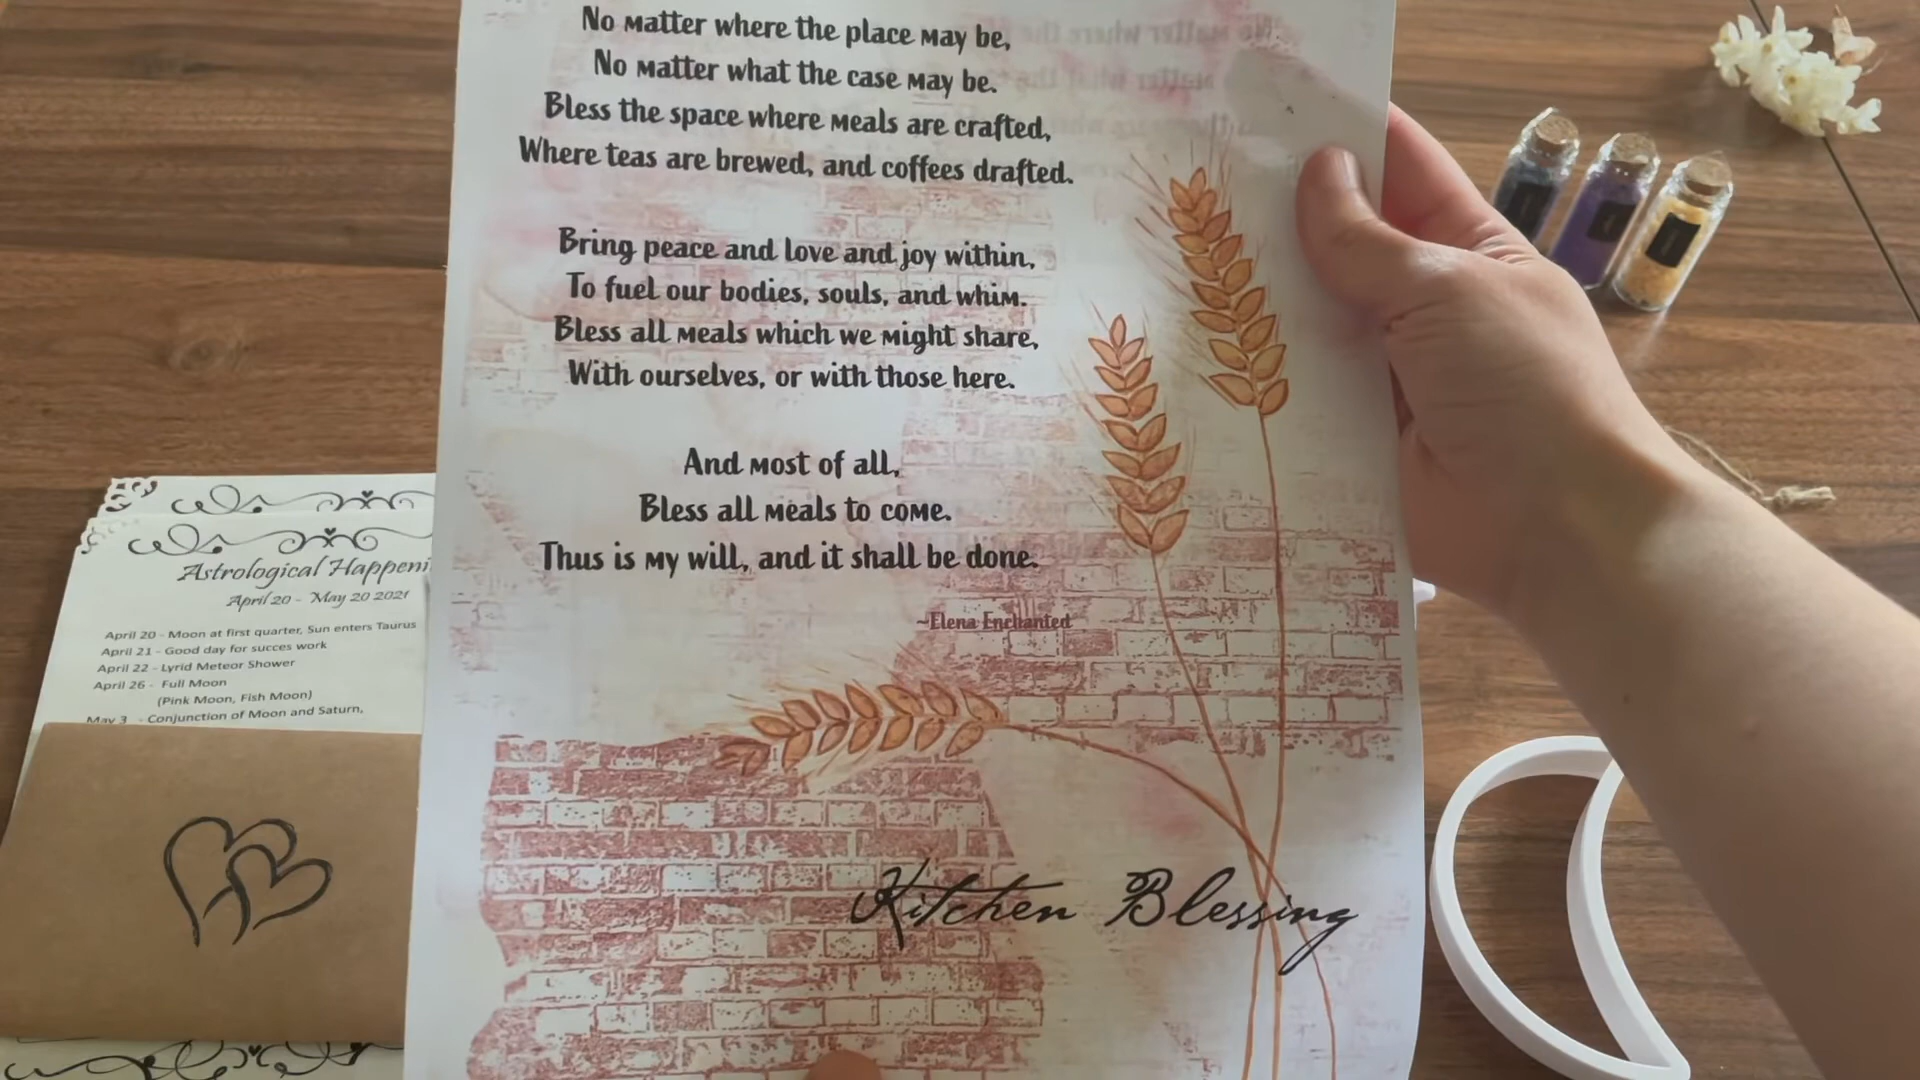 No matter where the place may be,
No matter what the case may be.
Bless the space where meals are crafted,
Where teas are brewed, and coffees drafted.
Bring peace and love and joy within,
To fuel our bodies, souls, and whim.
Bless all meals which we might share,
With ourselves, or with those here.
And most of all,
Bless all meals to come.
Thus is my will, and it shall be done.
~Elena Enchanted
Kitchen Blessing
Astrological Happeni
April 20 - May 20 2021
April 20 - Moon at first quarter, Sun enters Taurus
April 21 - Good day for succes work
April 22 - Lyrid Meteor Shower
April 26 - Full Moon
(Pink Moon, Fish Moon)
May 3 - Conjunction of Moon and Saturn,